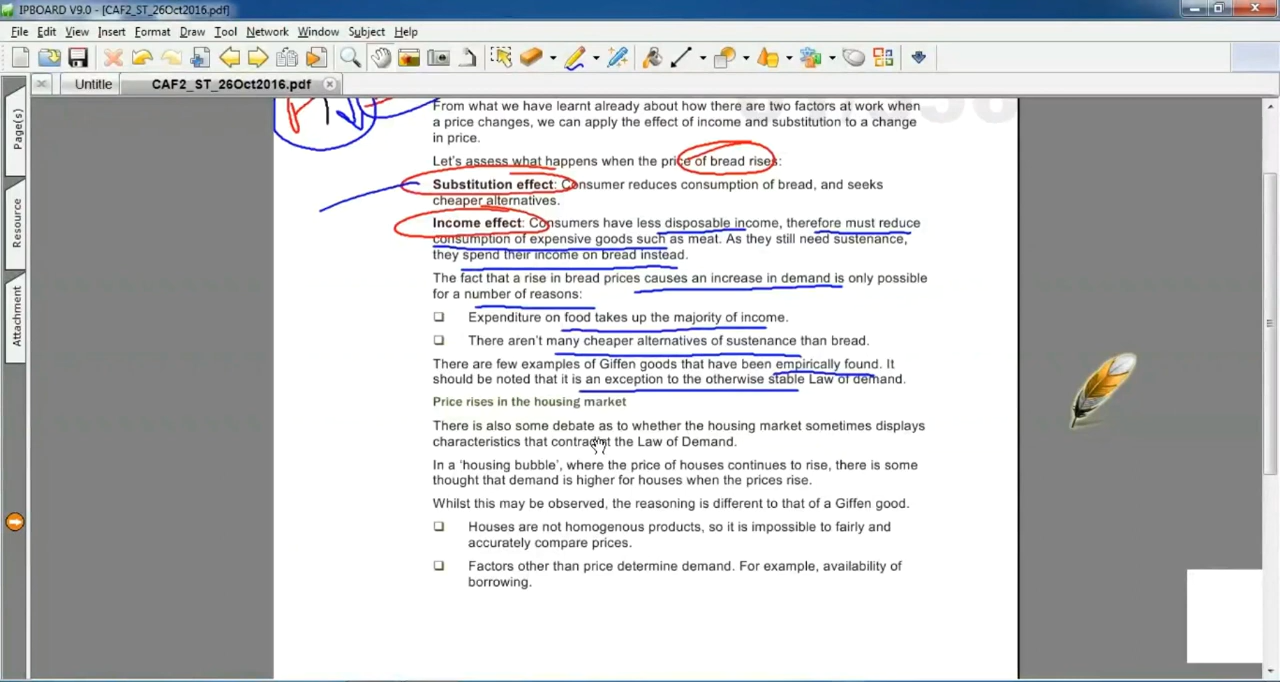 IPBOARD V9.0 - [CAF2_ST_26Oct2016.pdf]
File Edit View Insert Format Draw Tool Network Window Subject Help
Untitle CAF2_ST_26Oct2016.pdf
Page(s)
Resource
Attachment
From what we have learnt already about how there are two factors at work when
a price changes, we can apply the effect of income and substitution to a change
in price.
Let's assess what happens when the price of bread rises:
Substitution effect: Consumer reduces consumption of bread, and seeks
cheaper alternatives.
Income effect: Consumers have less disposable income, therefore must reduce
consumption of expensive goods such as meat. As they still need sustenance,
they spend their income on bread instead.
The fact that a rise in bread prices causes an increase in demand is only possible
for a number of reasons:
Expenditure on food takes up the majority of income.
There aren't many cheaper alternatives of sustenance than bread.
There are few examples of Giffen goods that have been empirically found. It
should be noted that it is an exception to the otherwise stable Law of demand.
Price rises in the housing market
There is also some debate as to whether the housing market sometimes displays
characteristics that contradict the Law of Demand.
In a 'housing bubble', where the price of houses continues to rise, there is some
thought that demand is higher for houses when the prices rise.
Whilst this may be observed, the reasoning is different to that of a Giffen good.
Houses are not homogenous products, so it is impossible to fairly and
accurately compare prices.
Factors other than price determine demand. For example, availability of
borrowing.